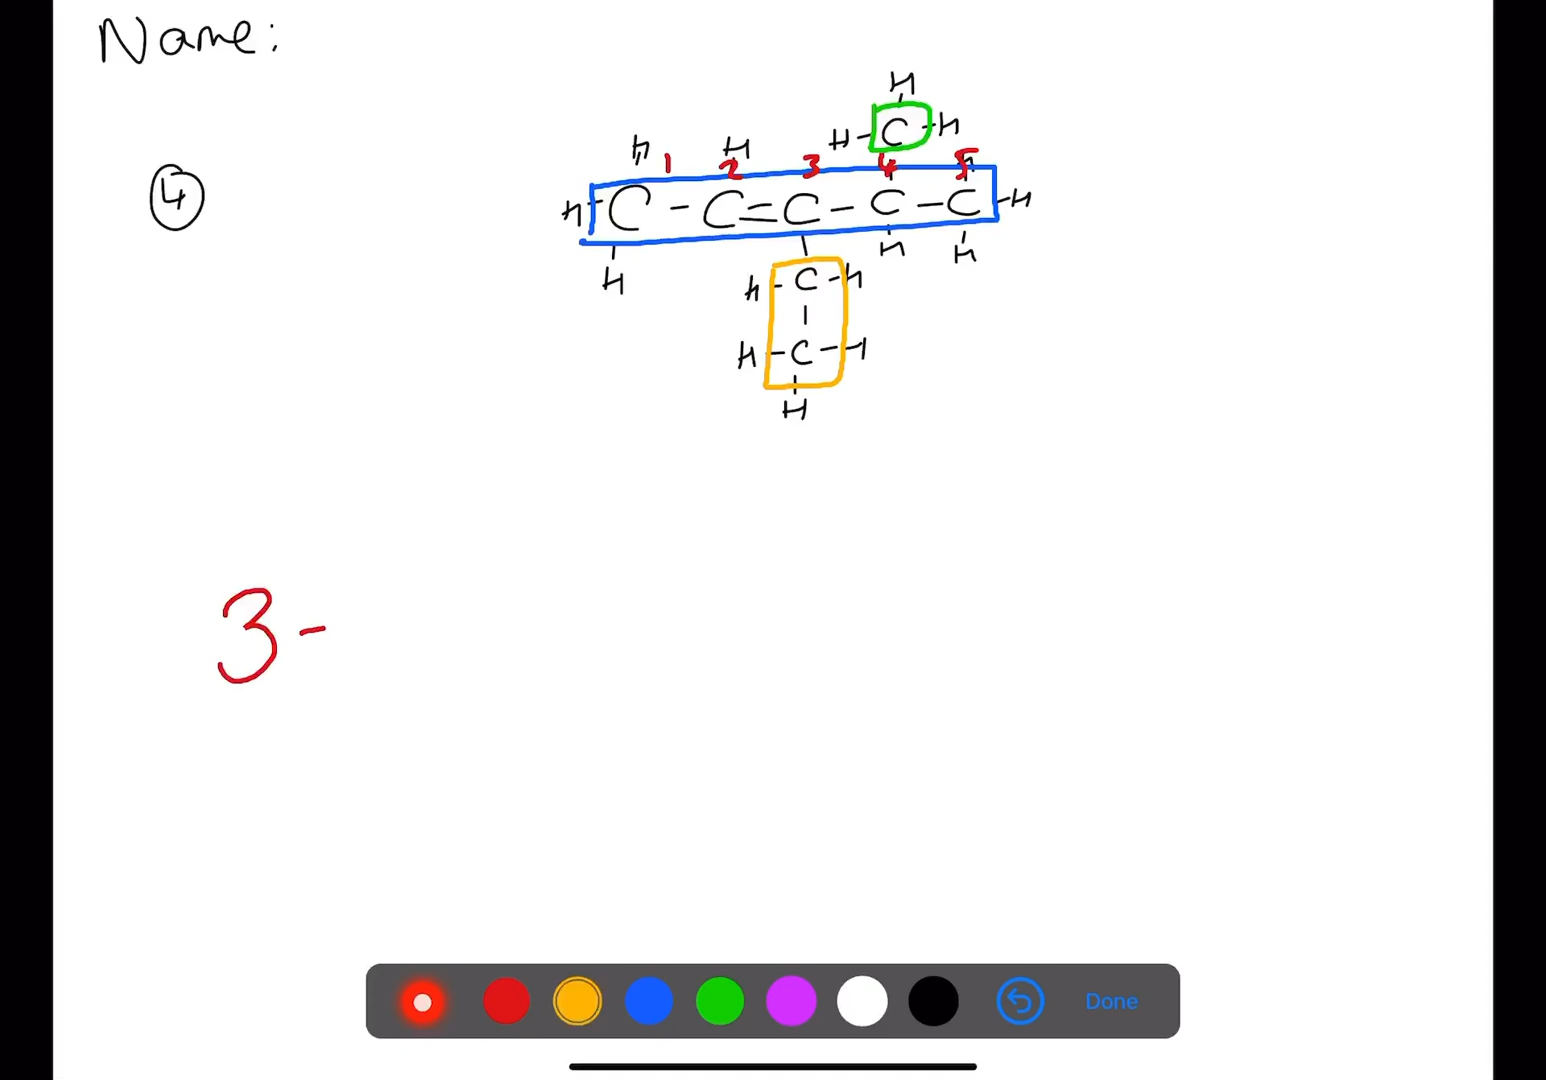 Name:
H
H - C - H
H 1 H 2 3 4 5 H
4 H - C - C = C - C - C - H
H H H
H - C - H
H - C - H
H
3 -
Done